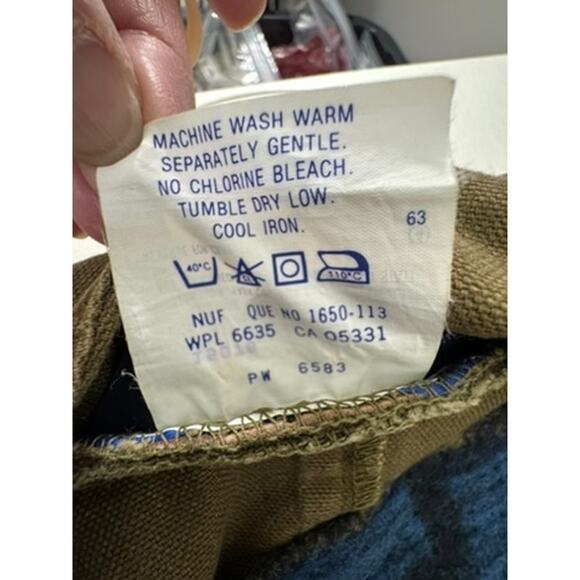 MACHINE WASH WARM
SEPARATELY GENTLE.
NO CHLORINE BLEACH.
TUMBLE DRY LOW.
COOL IRON.
63
40°C CL 110°C
NUF QUE NO 1650-113
WPL 6635 CA 05331
PW 6583